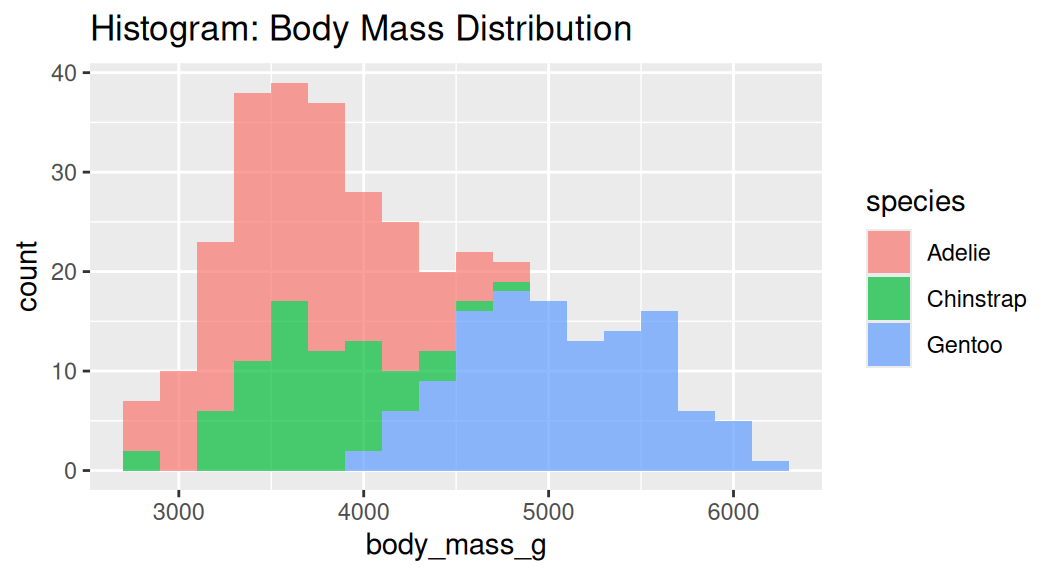 Histogram: Body Mass Distribution
40
30
20
10
0
count
3000 4000 5000 6000
body_mass_g
species
Adelie
Chinstrap
Gentoo